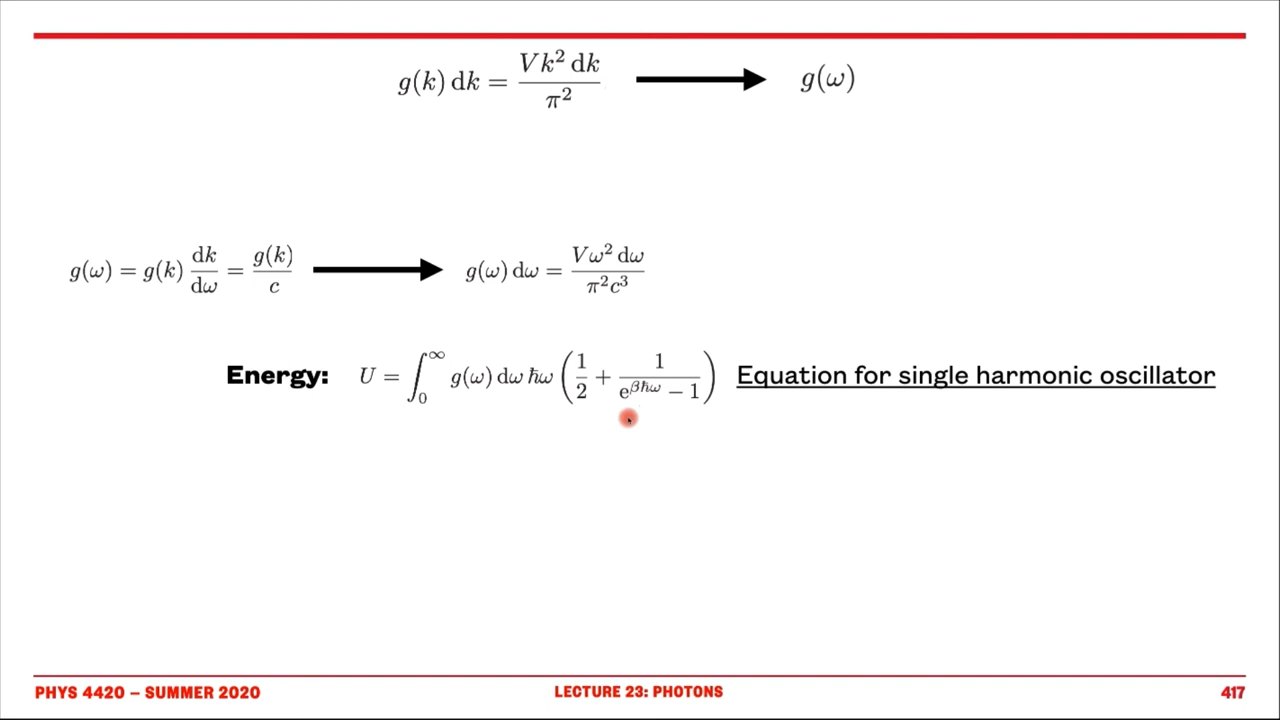 g(k) dk = Vk² dk / π² ⟶ g(ω)
g(ω) = g(k) dk/dω = g(k)/c ⟶ g(ω) dω = Vω² dω / π²c³
Energy: U = ∫₀^∞ g(ω) dω ħω (1/2 + 1/(e^{βħω} − 1)) Equation for single harmonic oscillator
PHYS 4420 – SUMMER 2020 LECTURE 23: PHOTONS 417